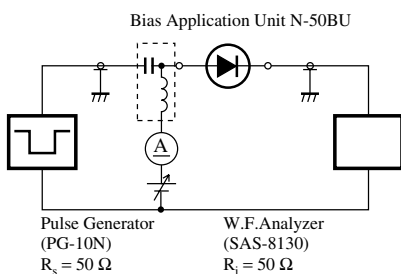 Bias Application Unit N-50BU
A
Pulse Generator
(PG-10N)
Rs = 50 Ω
W.F.Analyzer
(SAS-8130)
Ri = 50 Ω